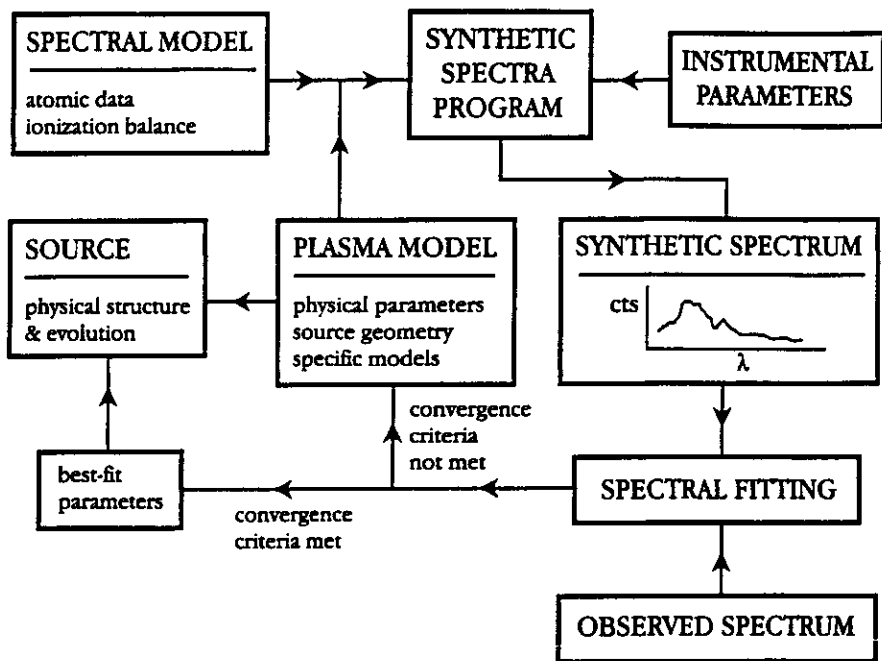 SPECTRAL MODEL
atomic data
ionization balance
SYNTHETIC
SPECTRA
PROGRAM
INSTRUMENTAL
PARAMETERS
SOURCE
physical structure
& evolution
PLASMA MODEL
physical parameters
source geometry
specific models
SYNTHETIC SPECTRUM
cts
λ
convergence
criteria
not met
best-fit
parameters
convergence
criteria met
SPECTRAL FITTING
OBSERVED SPECTRUM